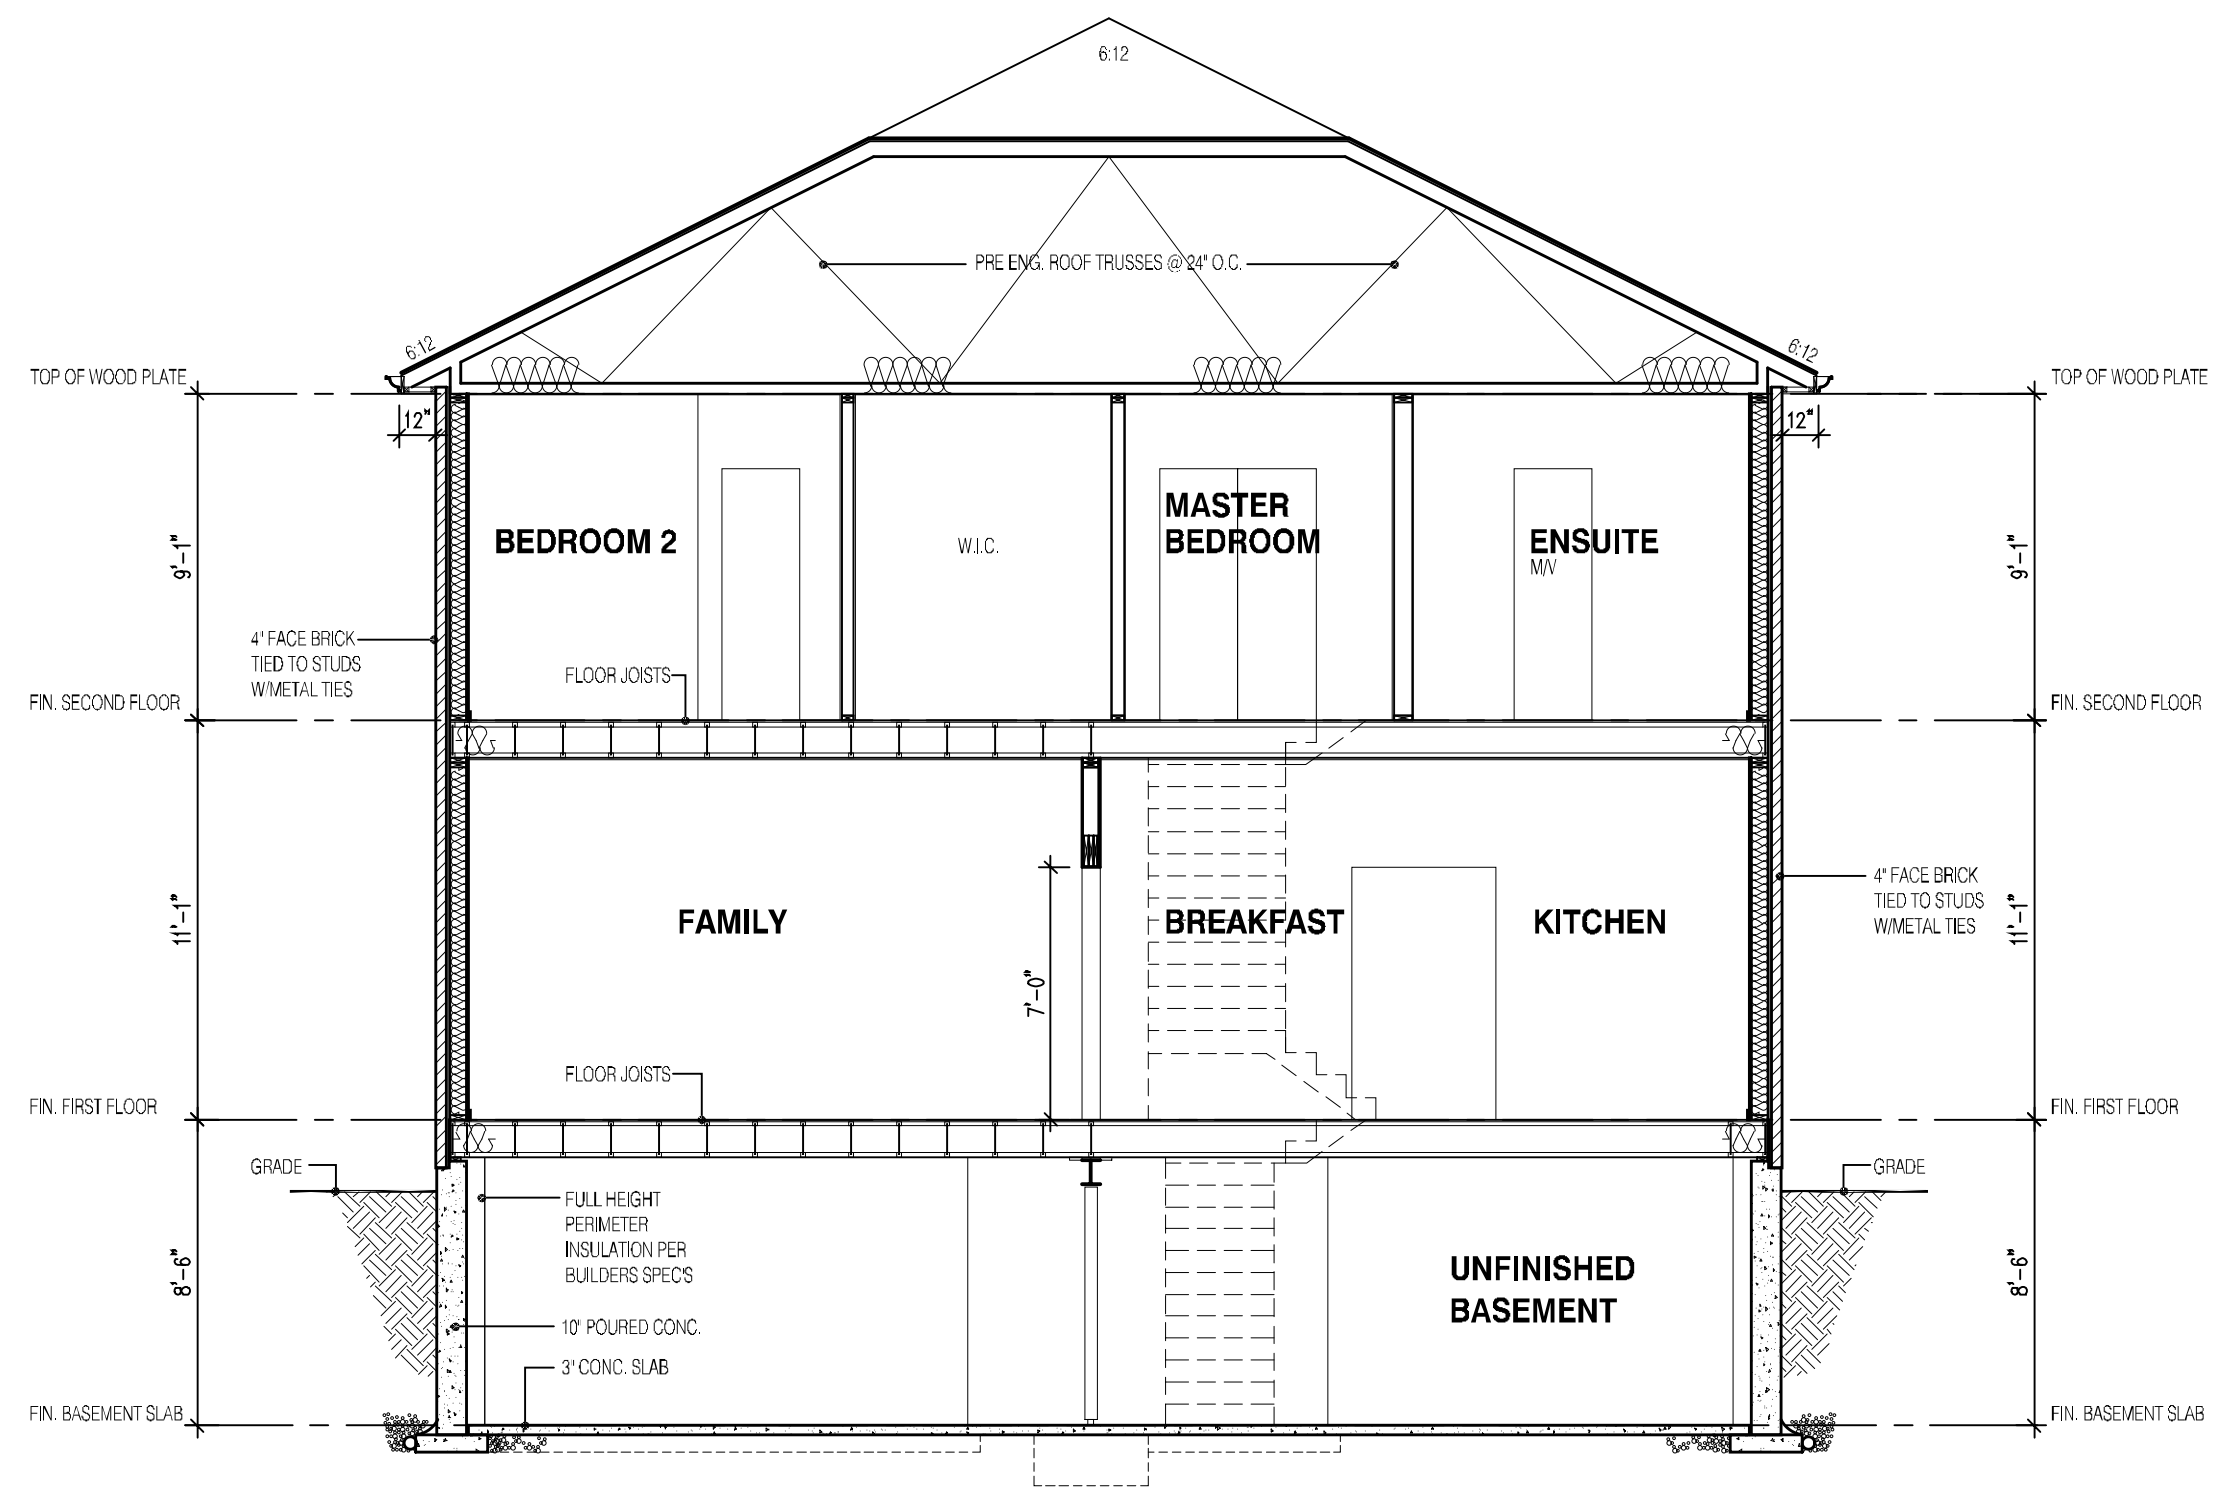 6:12
PRE ENG. ROOF TRUSSES @ 24" O.C.
6:12
6:12
TOP OF WOOD PLATE
TOP OF WOOD PLATE
12"
12"
MASTER
BEDROOM
BEDROOM 2
W.I.C.
ENSUITE
M/V
9'-1"
9'-1"
4" FACE BRICK
TIED TO STUDS
W/METAL TIES
FLOOR JOISTS
FIN. SECOND FLOOR
FIN. SECOND FLOOR
4" FACE BRICK
TIED TO STUDS
W/METAL TIES
11'-1"
FAMILY
BREAKFAST
KITCHEN
11'-1"
7'-0"
FLOOR JOISTS
FIN. FIRST FLOOR
FIN. FIRST FLOOR
GRADE
GRADE
FULL HEIGHT
PERIMETER
INSULATION PER
BUILDERS SPEC'S
8'-6"
8'-6"
UNFINISHED
BASEMENT
10" POURED CONC.
3" CONC. SLAB
FIN. BASEMENT SLAB
FIN. BASEMENT SLAB